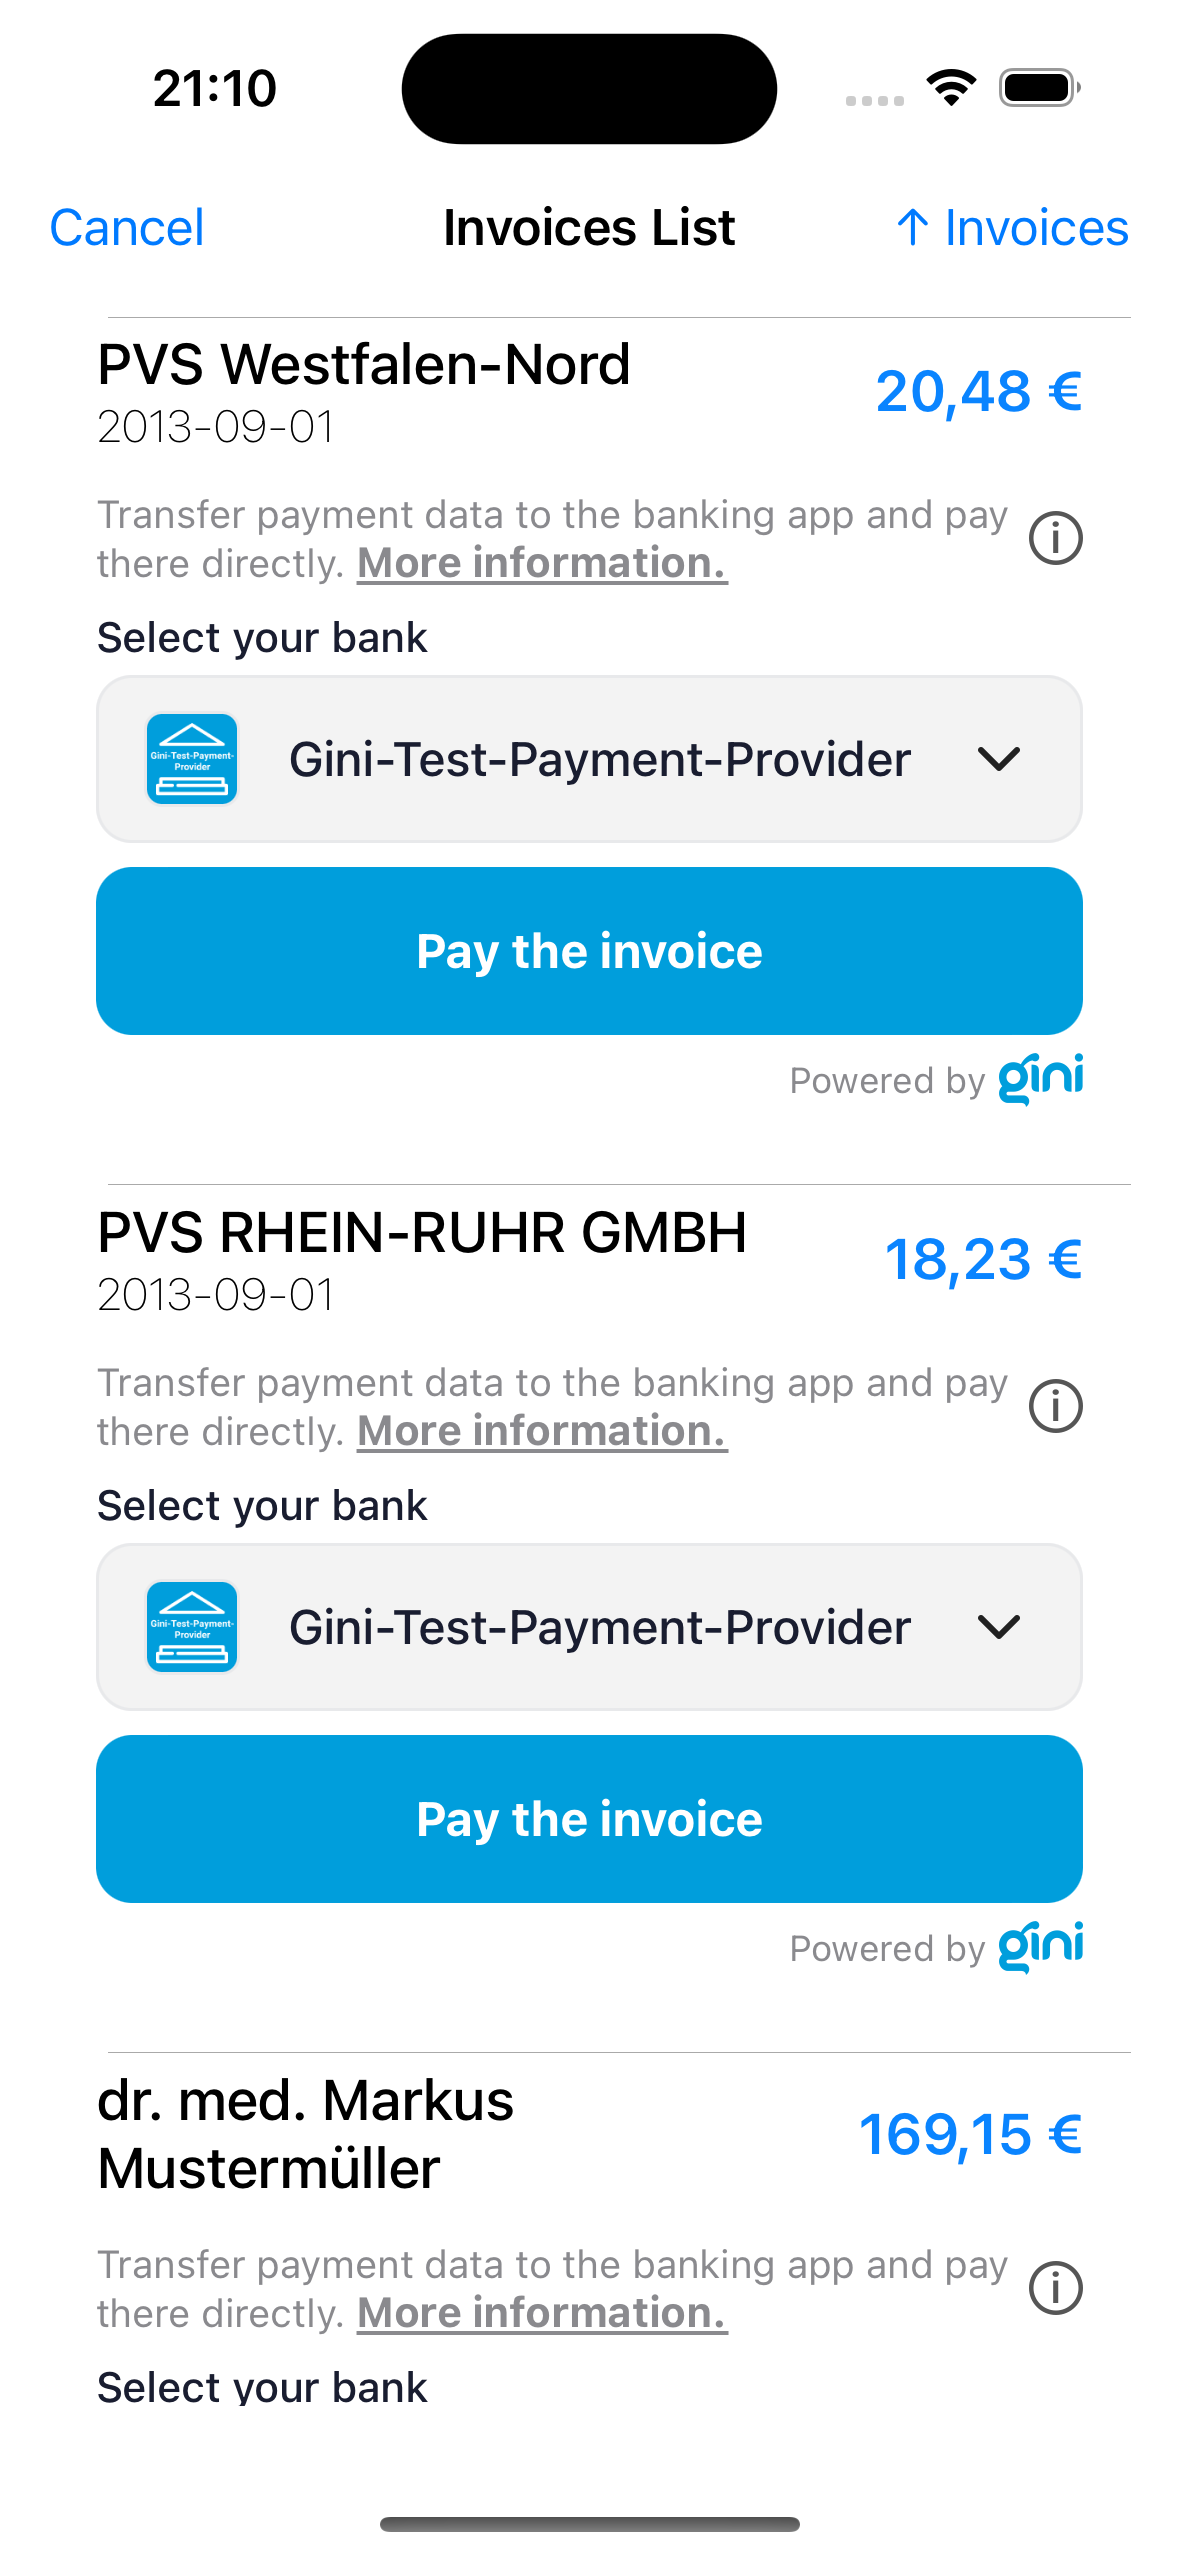 21:10
Cancel
Invoices List
↑ Invoices
PVS Westfalen-Nord
20,48 €
2013-09-01
Transfer payment data to the banking app and pay
there directly. More information.
Select your bank
Gini-Test-Payment-
Provider
Gini-Test-Payment-Provider
Pay the invoice
Powered by gini
PVS RHEIN-RUHR GMBH
18,23 €
2013-09-01
Transfer payment data to the banking app and pay
there directly. More information.
Select your bank
Gini-Test-Payment-
Provider
Gini-Test-Payment-Provider
Pay the invoice
Powered by gini
dr. med. Markus
Mustermüller
169,15 €
Transfer payment data to the banking app and pay
there directly. More information.
Select your bank